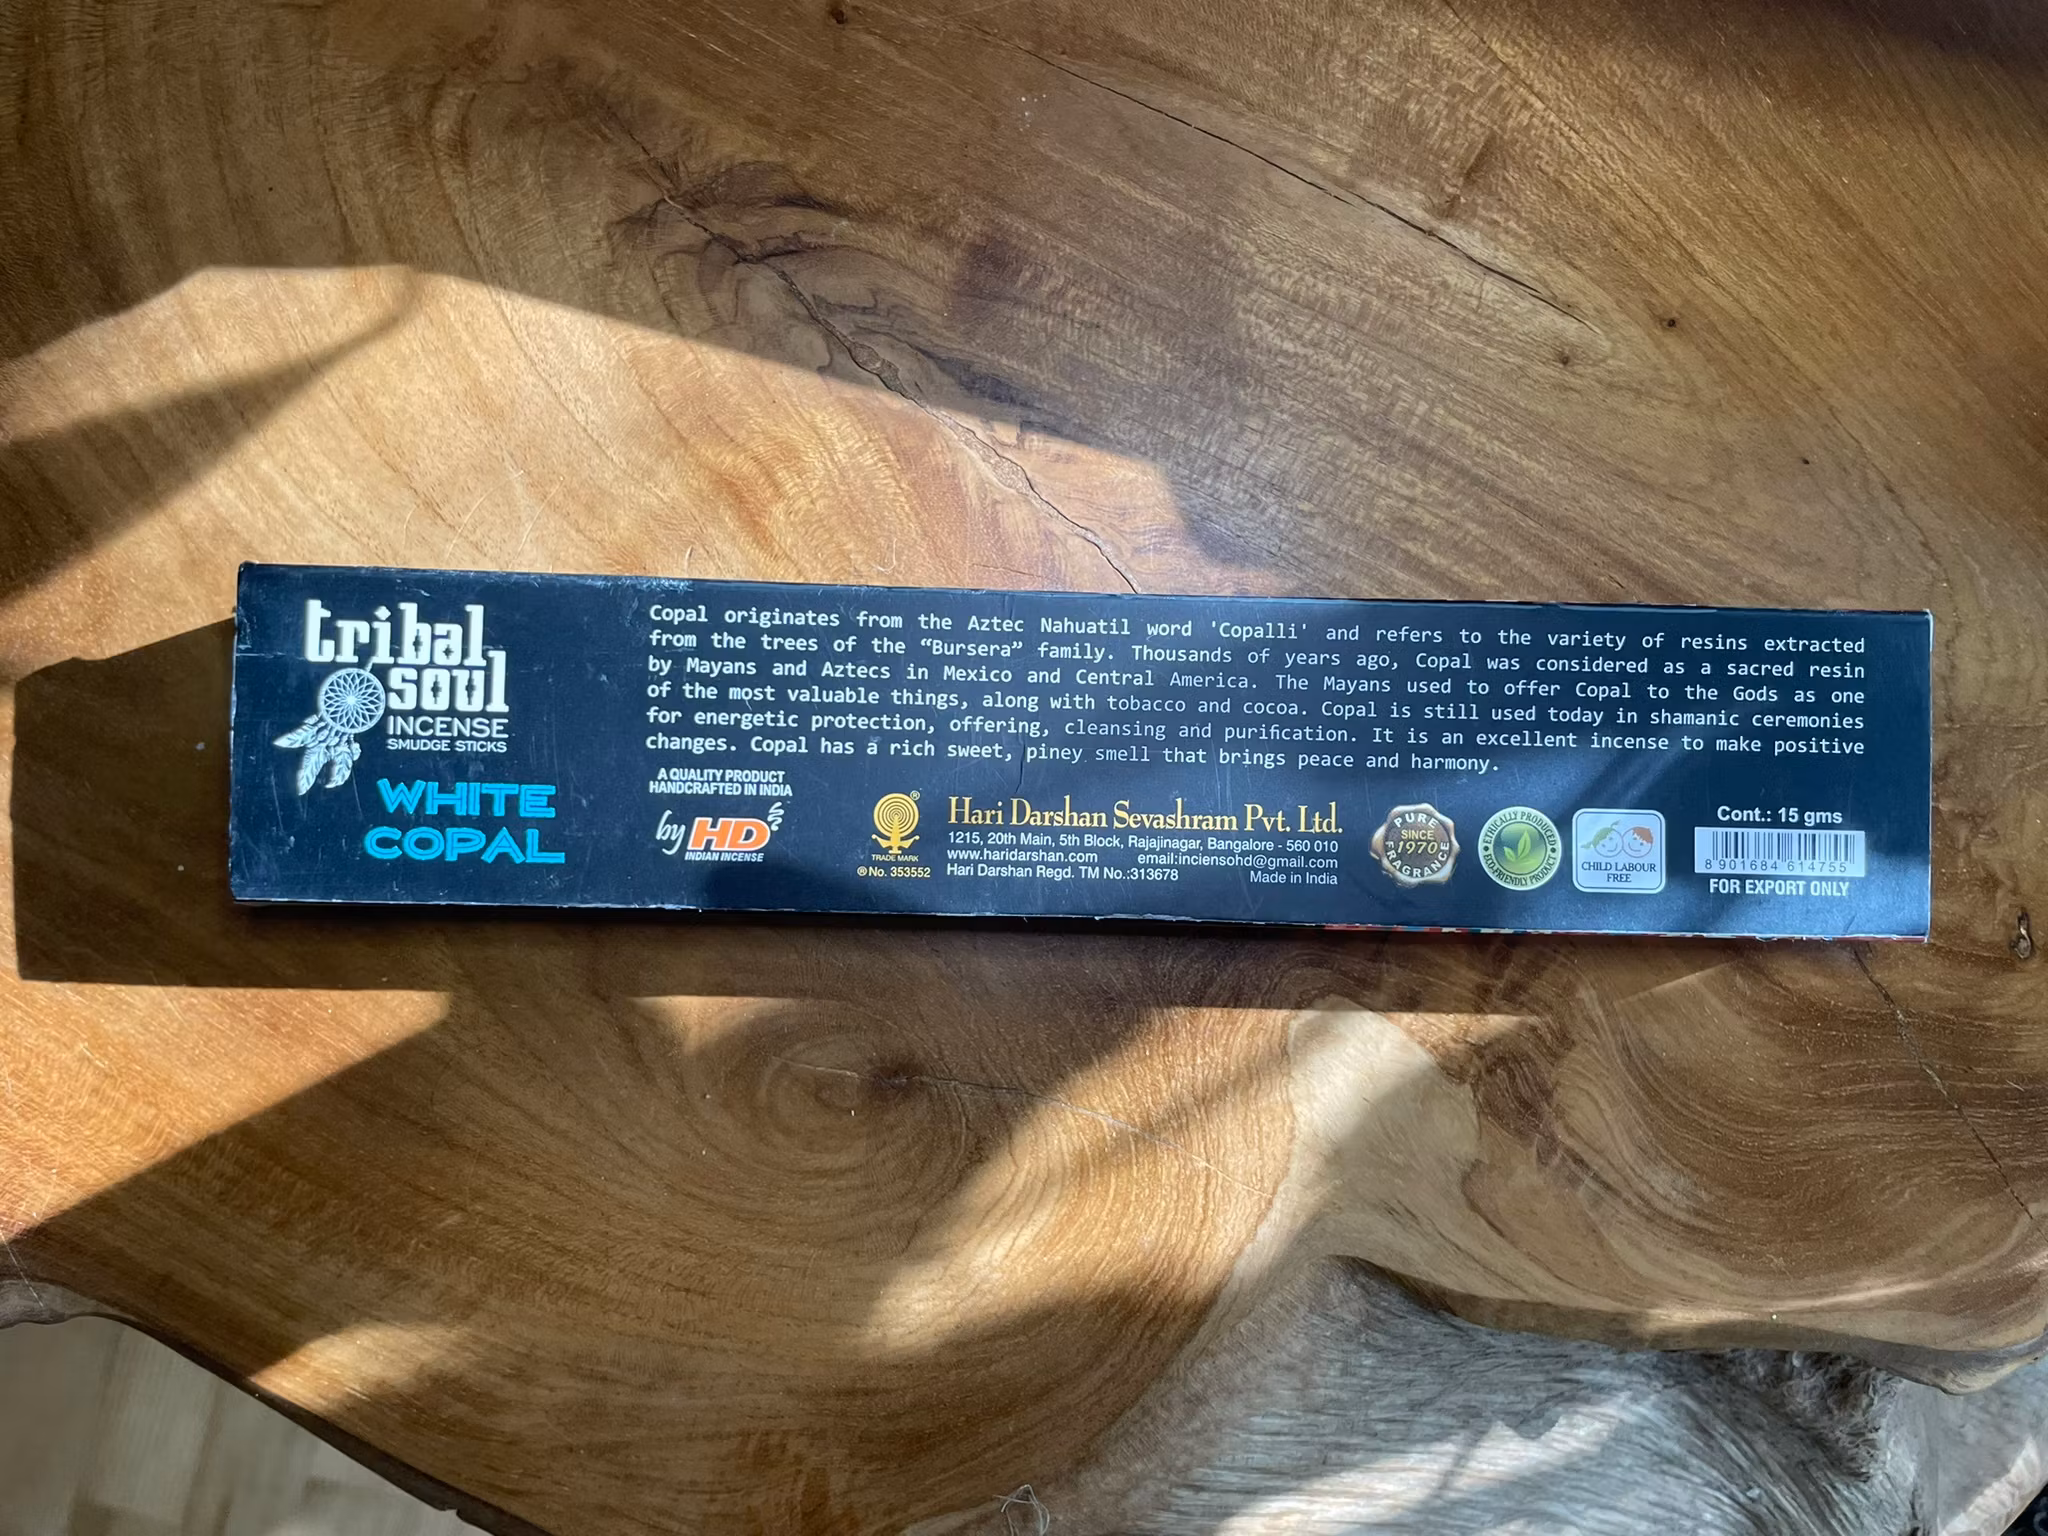 tribal
soul
INCENSE
SMUDGE STICKS
WHITE
COPAL
Copal originates from the Aztec Nahuatil word 'Copalli' and refers to the variety of resins extracted
from the trees of the “Bursera” family. Thousands of years ago, Copal was considered as a sacred resin
by Mayans and Aztecs in Mexico and Central America. The Mayans used to offer Copal to the Gods as one
of the most valuable things, along with tobacco and cocoa. Copal is still used today in shamanic ceremonies
for energetic protection, offering, cleansing and purification. It is an excellent incense to make positive
changes. Copal has a rich sweet, piney smell that brings peace and harmony.
A QUALITY PRODUCT
HANDCRAFTED IN INDIA
by HD
INDIAN INCENSE
®
TRADE MARK
® No. 353552
Hari Darshan Sevashram Pvt. Ltd.
1215, 20th Main, 5th Block, Rajajinagar, Bangalore - 560 010
www.haridarshan.com email:inciensohd@gmail.com
Hari Darshan Regd. TM No.:313678
Made in India
PURE
SINCE
1970
FRAGRANCE
ETHICALLY PRODUCED
ECO-FRIENDLY PRODUCT
CHILD LABOUR
FREE
Cont.: 15 gms
8 901684 614755
FOR EXPORT ONLY